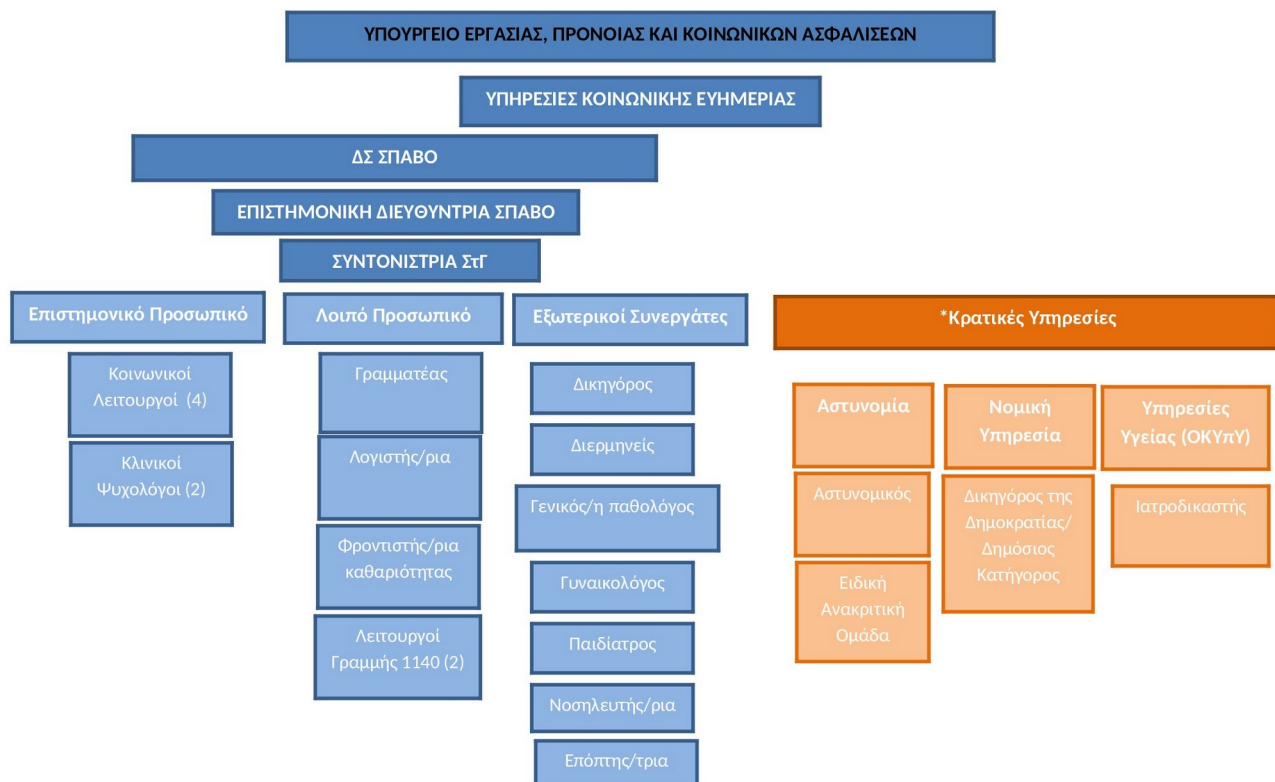 ΥΠΟΥΡΓΕΙΟ ΕΡΓΑΣΙΑΣ, ΠΡΟΝΟΙΑΣ ΚΑΙ ΚΟΙΝΩΝΙΚΩΝ ΑΣΦΑΛΙΣΕΩΝ
ΥΠΗΡΕΣΙΕΣ ΚΟΙΝΩΝΙΚΗΣ ΕΥΗΜΕΡΙΑΣ
ΔΣ ΣΠΑΒΟ
ΕΠΙΣΤΗΜΟΝΙΚΗ ΔΙΕΥΘΥΝΤΡΙΑ ΣΠΑΒΟ
ΣΥΝΤΟΝΙΣΤΡΙΑ ΣτΓ
Επιστημονικό Προσωπικό
Κοινωνικοί
Λειτουργοί (4)
Κλινικοί
Ψυχολόγοι (2)
Λοιπό Προσωπικό
Γραμματέας
Λογιστής/ρια
Φροντιστής/ρια
καθαριότητας
Λειτουργοί
Γραμμής 1140 (2)
Εξωτερικοί Συνεργάτες
Δικηγόρος
Διερμηνείς
Γενικός/η παθολόγος
Γυναικολόγος
Παιδίατρος
Νοσηλευτής/ρια
Επόπτης/τρια
*Κρατικές Υπηρεσίες
Αστυνομία
Αστυνομικός
Ειδική
Ανακριτική
Ομάδα
Νομική
Υπηρεσία
Δικηγόρος της
Δημοκρατίας/
Δημόσιος
Κατήγορος
Υπηρεσίες
Υγείας (ΟΚΥπΥ)
Ιατροδικαστής